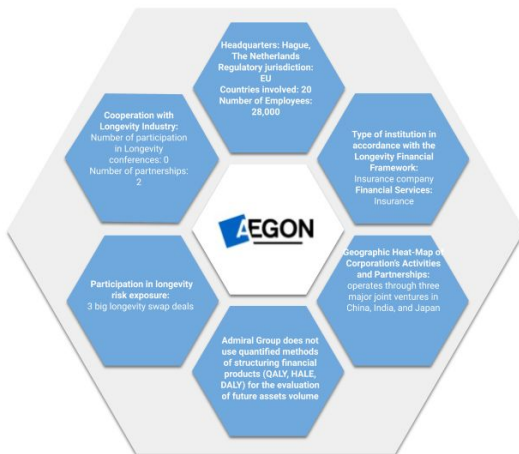 Headquarters: Hague,
The Netherlands
Regulatory jurisdiction:
EU
Countries involved: 20
Number of Employees:
28,000
Cooperation with
Longevity Industry:
Number of participation
in Longevity
conferences: 0
Number of partnerships:
2
Type of institution in
accordance with the
Longevity Financial
Framework:
Insurance company
Financial Services:
Insurance
AEGON
Participation in longevity
risk exposure:
3 big longevity swap deals
Geographic Heat-Map of
Corporation's Activities
and Partnerships:
operates through three
major joint ventures in
China, India, and Japan
Admiral Group does not
use quantified methods
of structuring financial
products (QALY, HALE,
DALY) for the evaluation
of future assets volume